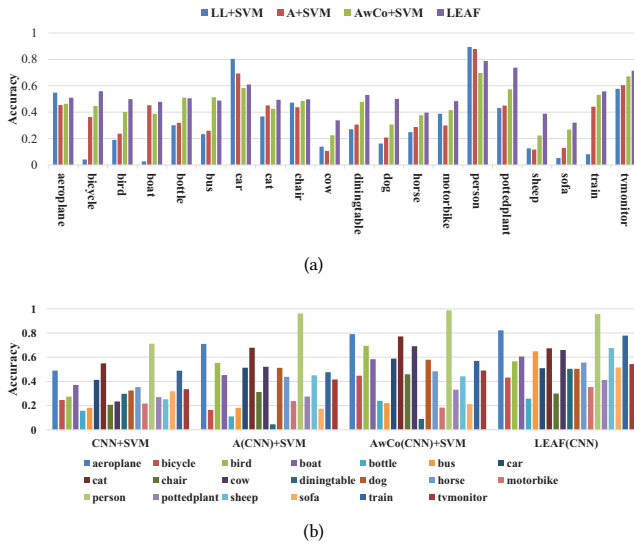 (a)
LL+SVM A+SVM AwCo+SVM LEAF
Accuracy
1
0.8
0.6
0.4
0.2
0
aeroplane
bicycle
bird
boat
bottle
bus
car
cat
chair
cow
diningtable
dog
horse
motorbike
person
pottedplant
sheep
sofa
train
tvmonitor
(a)
Accuracy
1
0.8
0.6
0.4
0.2
0
CNN+SVM A(CNN)+SVM AwCo(CNN)+SVM LEAF(CNN)
aeroplane bicycle bird boat bottle bus car
cat chair cow diningtable dog horse motorbike
person pottedplant sheep sofa train tvmonitor
(b)